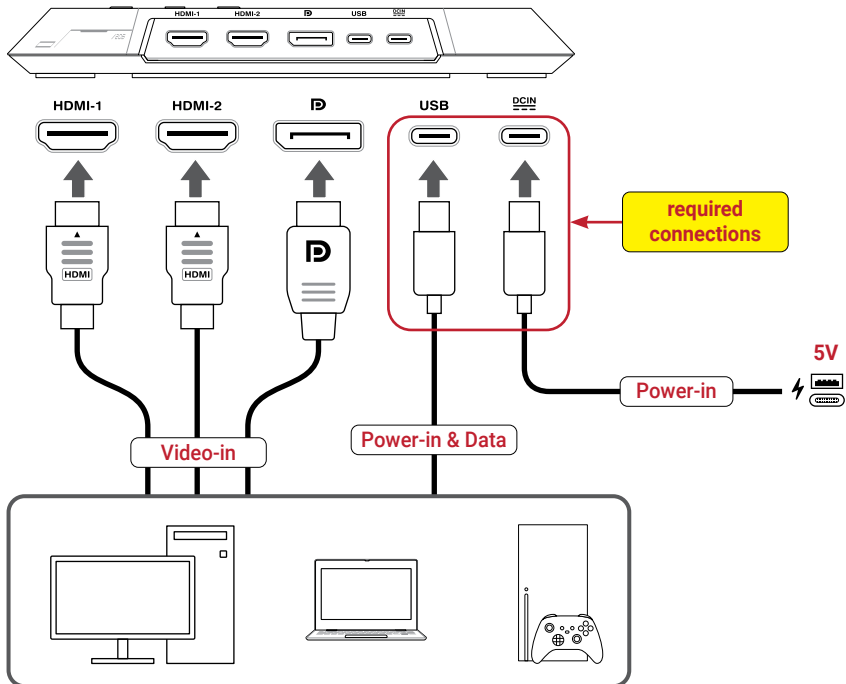 HDMI-1 HDMI-2 USB DCIN
HDMI-1 HDMI-2 USB DCIN
HDMI HDMI
required
connections
5V
Power-in
Video-in
Power-in & Data